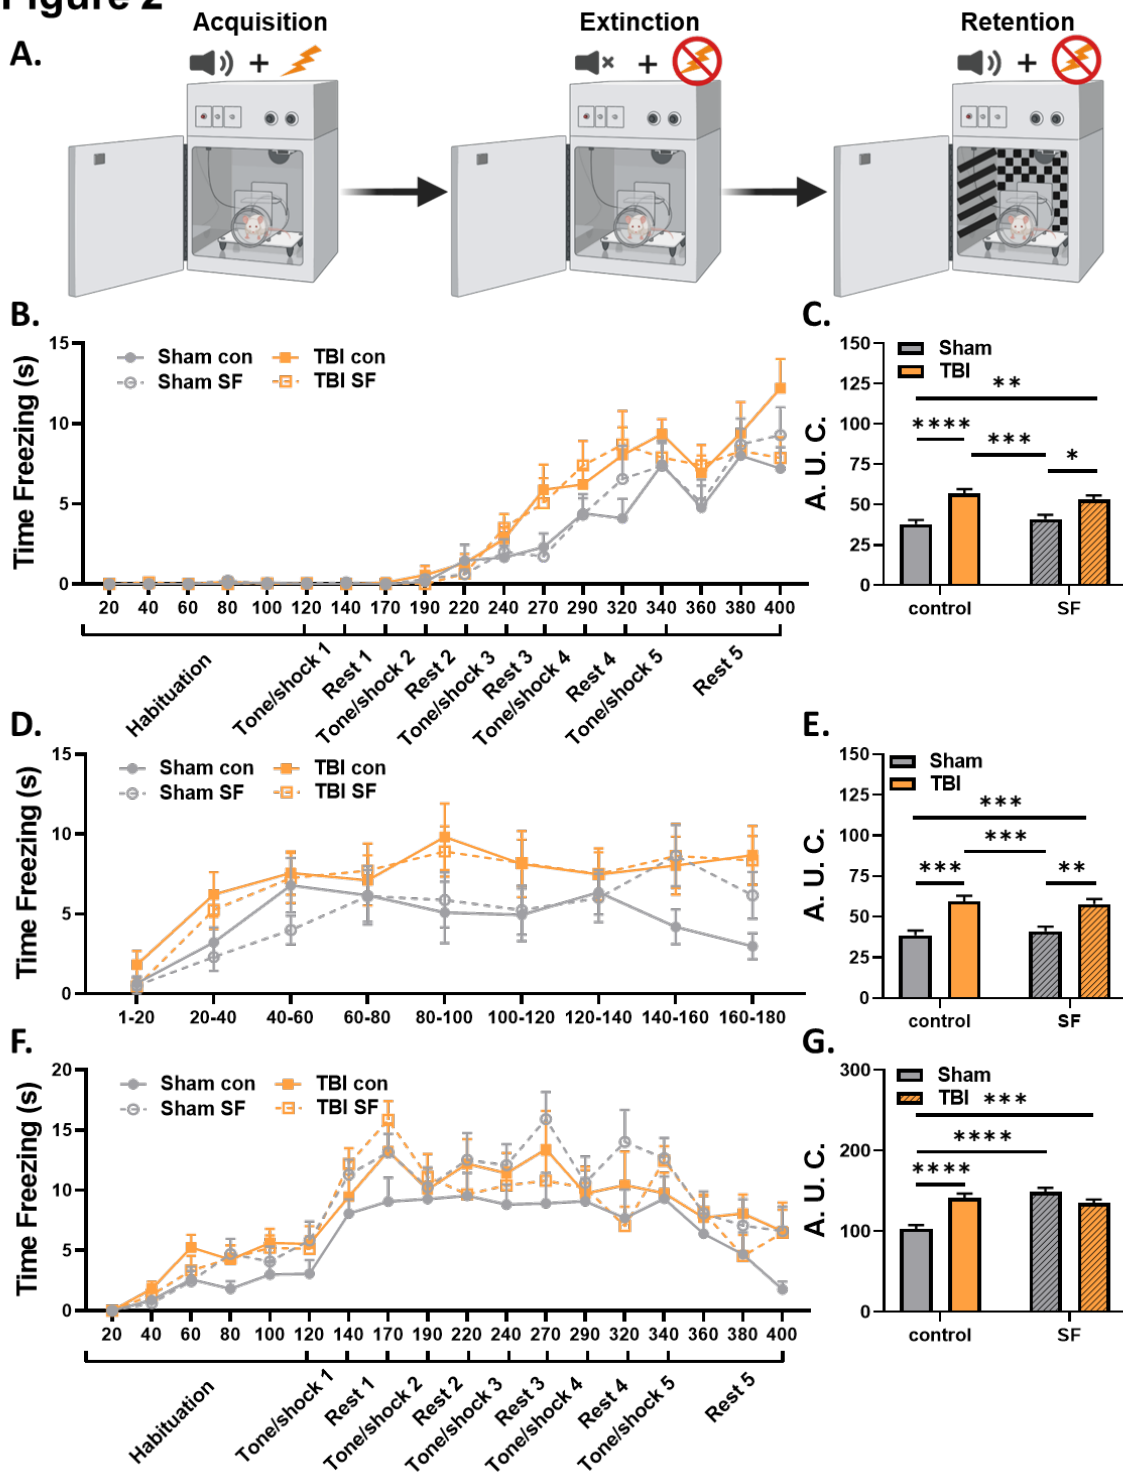 Figure 2
Acquisition
Extinction
Retention
A.
+
+
+
B.
15
10
5
0
Time Freezing (s)
Sham con
TBI con
Sham SF
TBI SF
20 40 60 80 100 120 140 170 190 220 240 270 290 320 340 360 380 400
Habituation
Tone/shock 1
Rest 1
Tone/shock 2
Rest 2
Tone/shock 3
Rest 3
Tone/shock 4
Rest 4
Tone/shock 5
Rest 5
C.
150
125
100
75
50
25
0
A. U. C.
Sham
TBI
**
****
***
*
control SF
D.
15
10
5
0
Time Freezing (s)
Sham con
TBI con
Sham SF
TBI SF
1-20 20-40 40-60 60-80 80-100 100-120 120-140 140-160 160-180
E.
150
125
100
75
50
25
0
A. U. C.
Sham
TBI
***
***
***
**
control SF
F.
20
15
10
5
0
Time Freezing (s)
Sham con
TBI con
Sham SF
TBI SF
20 40 60 80 100 120 140 170 190 220 240 270 290 320 340 360 380 400
Habituation
Tone/shock 1
Rest 1
Tone/shock 2
Rest 2
Tone/shock 3
Rest 3
Tone/shock 4
Rest 4
Tone/shock 5
Rest 5
G.
300
200
100
0
A. U. C.
Sham
TBI
***
****
****
control SF